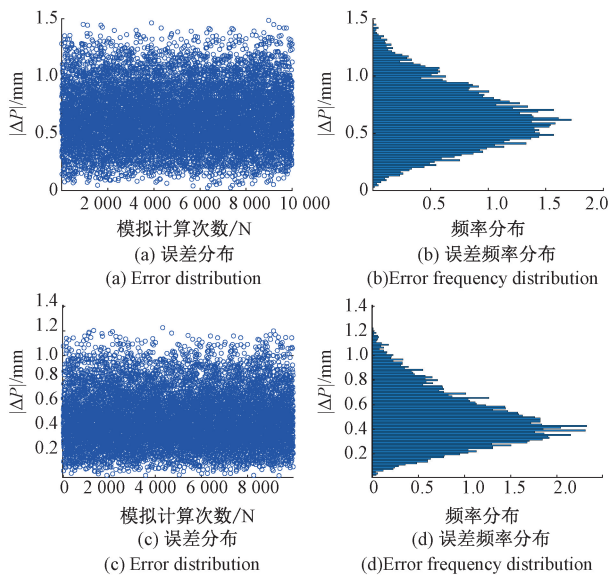 1.5
1.0
0.5
0
|ΔP|/mm
2 000 4 000 6 000 8 000 10 000
模拟计算次数/N
(a) 误差分布
(a) Error distribution
1.5
1.0
0.5
0
|ΔP|/mm
0.5 1.0 1.5 2.0
频率分布
(b) 误差频率分布
(b)Error frequency distribution
1.4
1.2
1.0
0.8
0.6
0.4
0.2
|ΔP|/mm
0 2 000 4 000 6 000 8 000
模拟计算次数/N
(c) 误差分布
(c) Error distribution
1.4
1.2
1.0
0.8
0.6
0.4
0.2
|ΔP|/mm
0 0.5 1.0 1.5 2.0
频率分布
(d) 误差频率分布
(d)Error frequency distribution